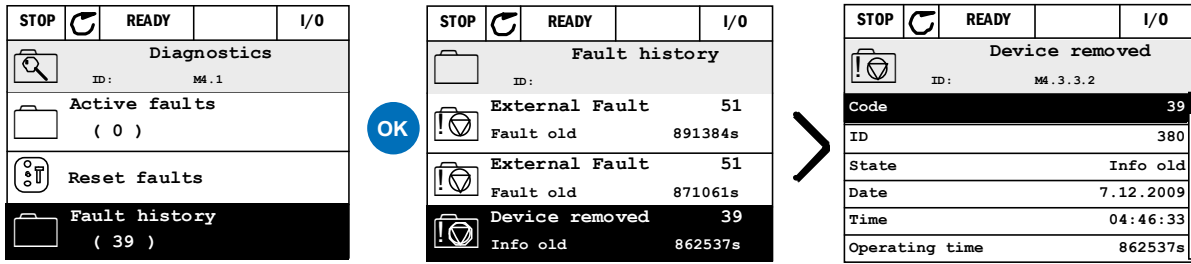 STOP READY I/0
Diagnostics
ID: M4.1
Active faults
( 0 )
Reset faults
Fault history
( 39 )
OK
STOP READY I/0
Fault history
ID:
External Fault 51
Fault old 891384s
External Fault 51
Fault old 871061s
Device removed 39
Info old 862537s
STOP READY I/0
Device removed
ID: M4.3.3.2
Code 39
ID 380
State Info old
Date 7.12.2009
Time 04:46:33
Operating time 862537s